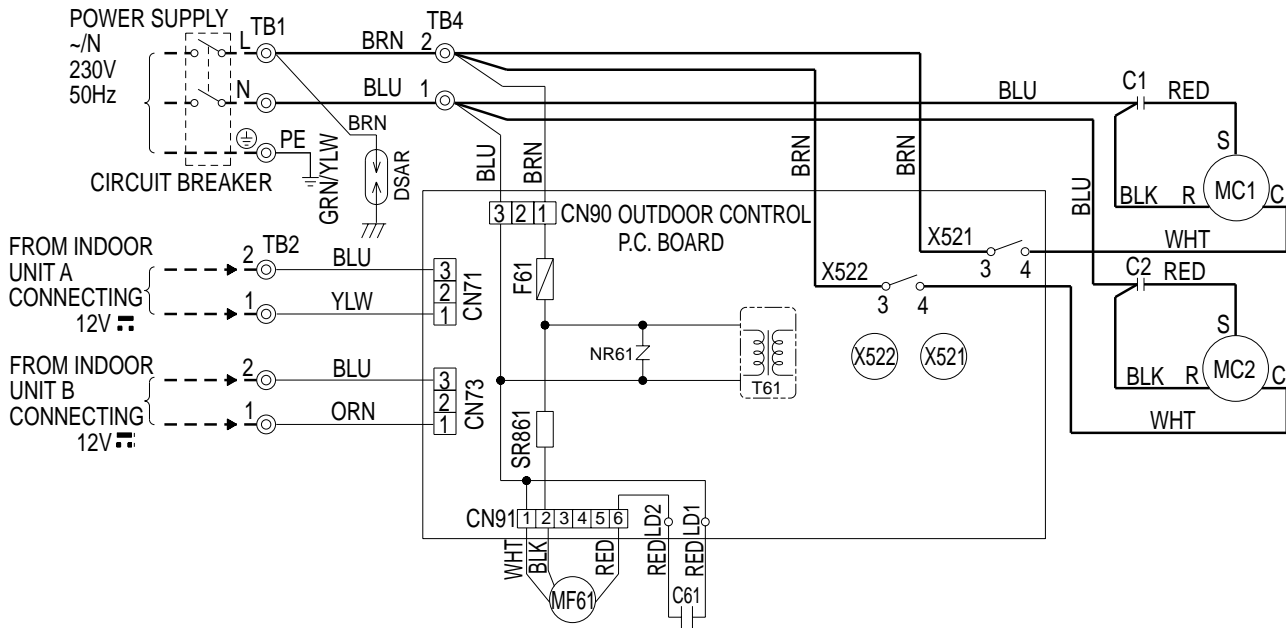 POWER SUPPLY
~/N
230V
50Hz
L
N
PE
TB1
BRN
TB4
2
BLU
1
BRN
GRN/YLW
DSAR
CIRCUIT BREAKER
BLU
BRN
BRN
BRN
BLU
BLU
C1
RED
S
MC1
BLK
R
C
WHT
3 2 1
CN90 OUTDOOR CONTROL
P.C. BOARD
X521
3 4
X522
3 4
C2
RED
S
MC2
BLK
R
C
WHT
FROM INDOOR
UNIT A
CONNECTING
12V
2
TB2
BLU
1
YLW
3
2
1
CN71
F61
NR61
T61
X522
X521
FROM INDOOR
UNIT B
CONNECTING
12V
2
BLU
1
ORN
3
2
1
CN73
SR861
CN91
1 2 3 4 5 6
LD2
LD1
WHT
BLK
RED
RED
RED
MF61
C61